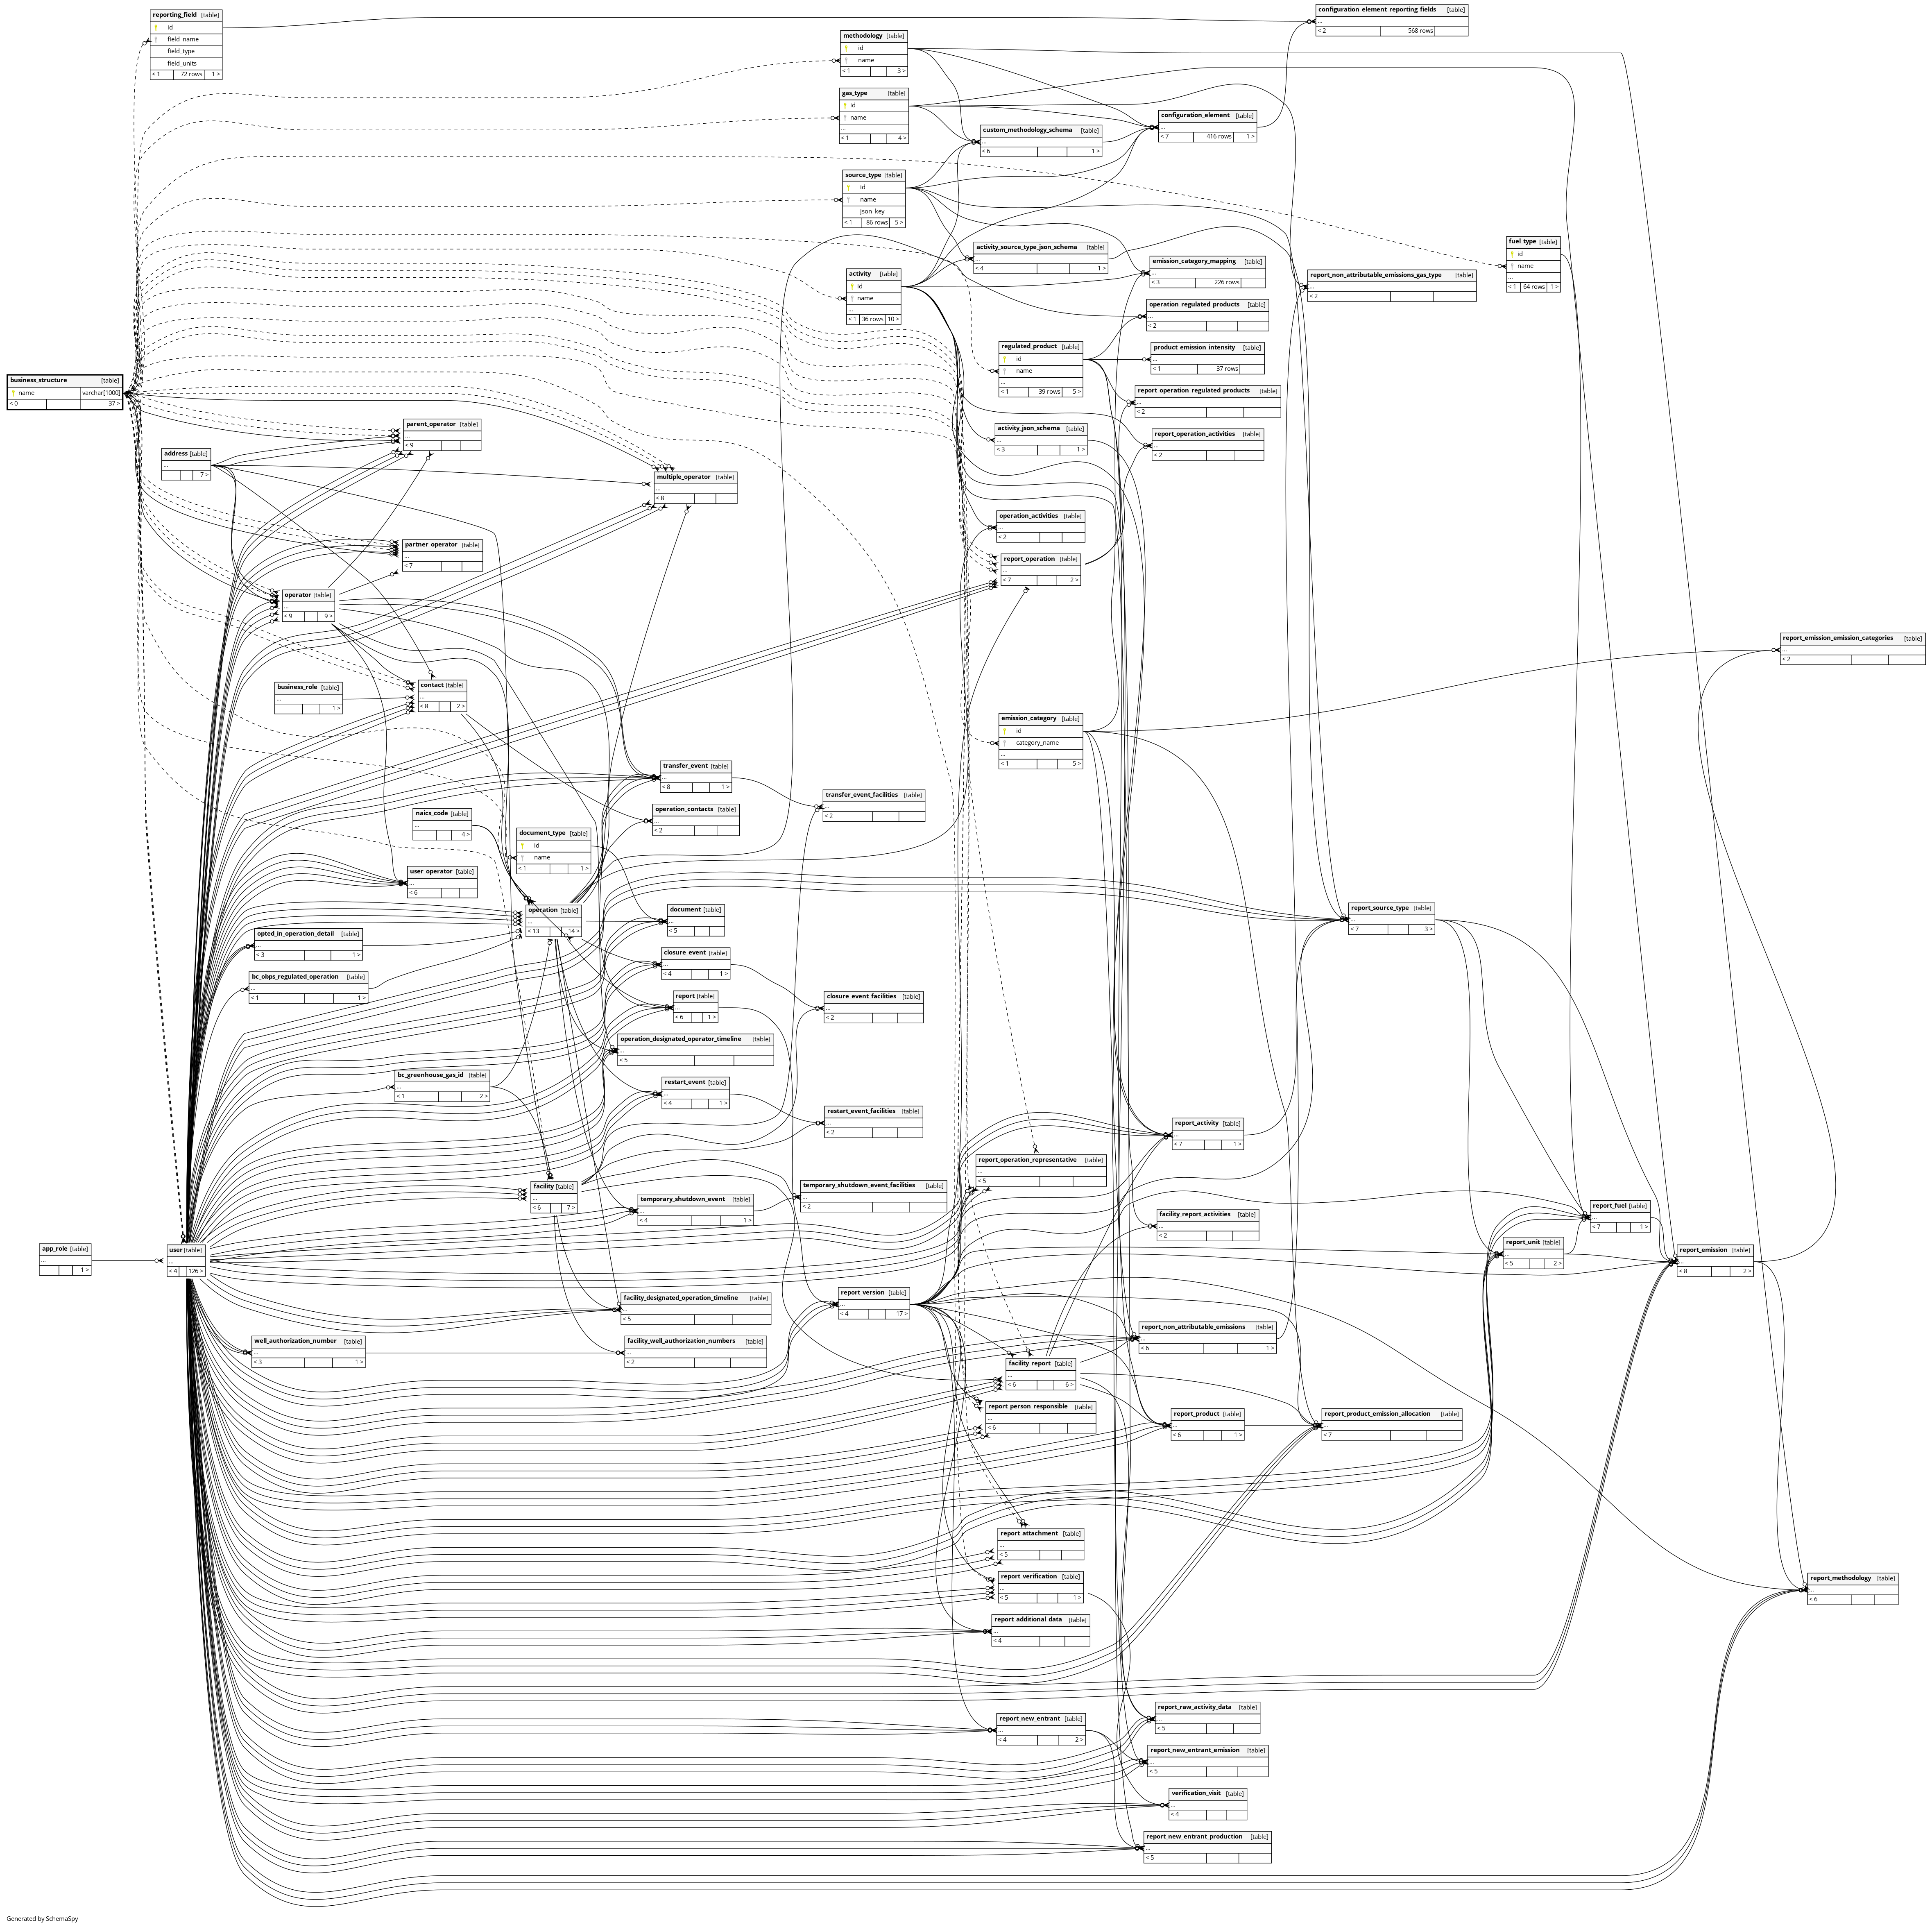 reporting_field [table]
id
field_name
field_type
field_units
< 1 72 rows 1 >
configuration_element_reporting_fields [table]
...
< 2 568 rows
methodology [table]
id
name
< 1 3 >
gas_type [table]
id
name
...
< 1 4 >
configuration_element [table]
...
< 7 416 rows 1 >
custom_methodology_schema [table]
...
< 6 1 >
source_type [table]
id
name
json_key
< 1 86 rows 5 >
activity_source_type_json_schema [table]
...
< 4 1 >
fuel_type [table]
id
name
...
< 1 64 rows 1 >
emission_category_mapping [table]
...
< 3 226 rows
activity [table]
id
name
...
< 1 36 rows 10 >
report_non_attributable_emissions_gas_type [table]
...
< 2
operation_regulated_products [table]
...
< 2
regulated_product [table]
id
name
...
< 1 39 rows 5 >
product_emission_intensity [table]
...
< 1 37 rows
business_structure [table]
name varchar[1000]
< 0 37 >
report_operation_regulated_products [table]
...
< 2
parent_operator [table]
...
< 9
activity_json_schema [table]
...
< 3 1 >
report_operation_activities [table]
...
< 2
address [table]
...
7 >
multiple_operator [table]
...
< 8
operation_activities [table]
...
< 2
partner_operator [table]
...
< 7
report_operation [table]
...
< 7 2 >
operator [table]
...
< 9 9 >
report_emission_emission_categories [table]
...
< 2
business_role [table]
...
1 >
contact [table]
...
< 8 2 >
emission_category [table]
id
category_name
...
< 1 5 >
transfer_event [table]
...
< 8 1 >
transfer_event_facilities [table]
...
< 2
naics_code [table]
...
4 >
operation_contacts [table]
...
< 2
document_type [table]
id
name
< 1 1 >
user_operator [table]
...
< 6
operation [table]
...
< 13 14 >
document [table]
...
< 5
report_source_type [table]
...
< 7 3 >
opted_in_operation_detail [table]
...
< 3 1 >
closure_event [table]
...
< 4 1 >
bc_obps_regulated_operation [table]
...
< 1 1 >
report [table]
...
< 6 1 >
closure_event_facilities [table]
...
< 2
operation_designated_operator_timeline [table]
...
< 5
bc_greenhouse_gas_id [table]
...
< 1 2 >
restart_event [table]
...
< 4 1 >
restart_event_facilities [table]
...
< 2
report_activity [table]
...
< 7 1 >
report_operation_representative [table]
...
< 5
facility [table]
...
< 6 7 >
temporary_shutdown_event [table]
...
< 4 1 >
temporary_shutdown_event_facilities [table]
...
< 2
facility_report_activities [table]
...
< 2
report_fuel [table]
...
< 7 1 >
app_role [table]
...
1 >
user [table]
...
< 4 126 >
report_unit [table]
...
< 5 2 >
report_emission [table]
...
< 8 2 >
facility_designated_operation_timeline [table]
...
< 5
report_version [table]
...
< 4 17 >
well_authorization_number [table]
...
< 3 1 >
facility_well_authorization_numbers [table]
...
< 2
report_non_attributable_emissions [table]
...
< 6 1 >
facility_report [table]
...
< 6 6 >
report_person_responsible [table]
...
< 6
report_product [table]
...
< 6 1 >
report_product_emission_allocation [table]
...
< 7
report_attachment [table]
...
< 5
report_verification [table]
...
< 5 1 >
report_methodology [table]
...
< 6
report_additional_data [table]
...
< 4
report_raw_activity_data [table]
...
< 5
report_new_entrant [table]
...
< 4 2 >
report_new_entrant_emission [table]
...
< 5
verification_visit [table]
...
< 4
report_new_entrant_production [table]
...
< 5
Generated by SchemaSpy